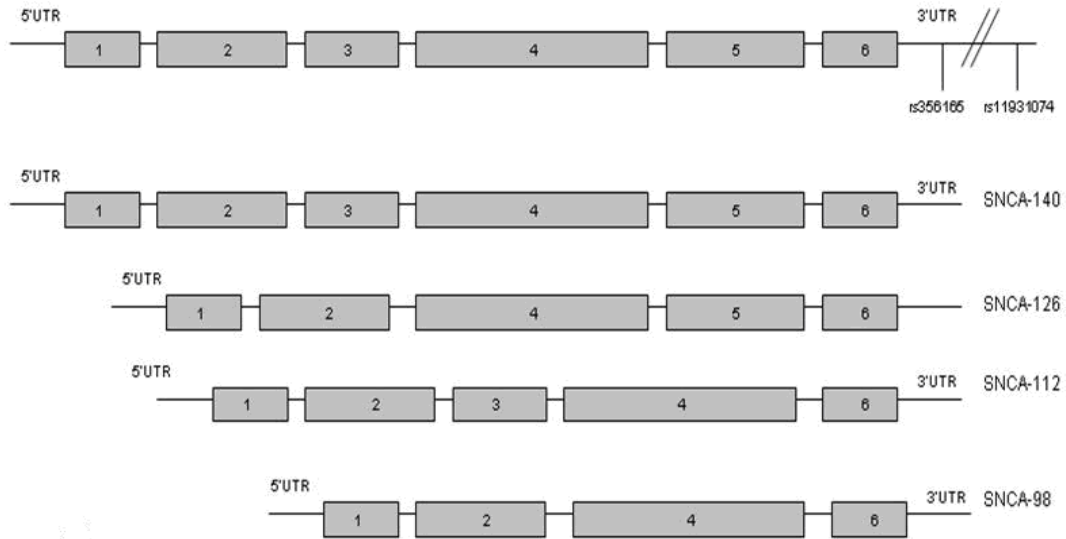 5'UTR 3'UTR
1 2 3 4 5 6
rs356165 rs11931074
5'UTR 3'UTR SNCA-140
1 2 3 4 5 6
5'UTR SNCA-126
1 2 4 5 6
5'UTR 3'UTR SNCA-112
1 2 3 4 6
5'UTR 3'UTR SNCA-98
1 2 4 6